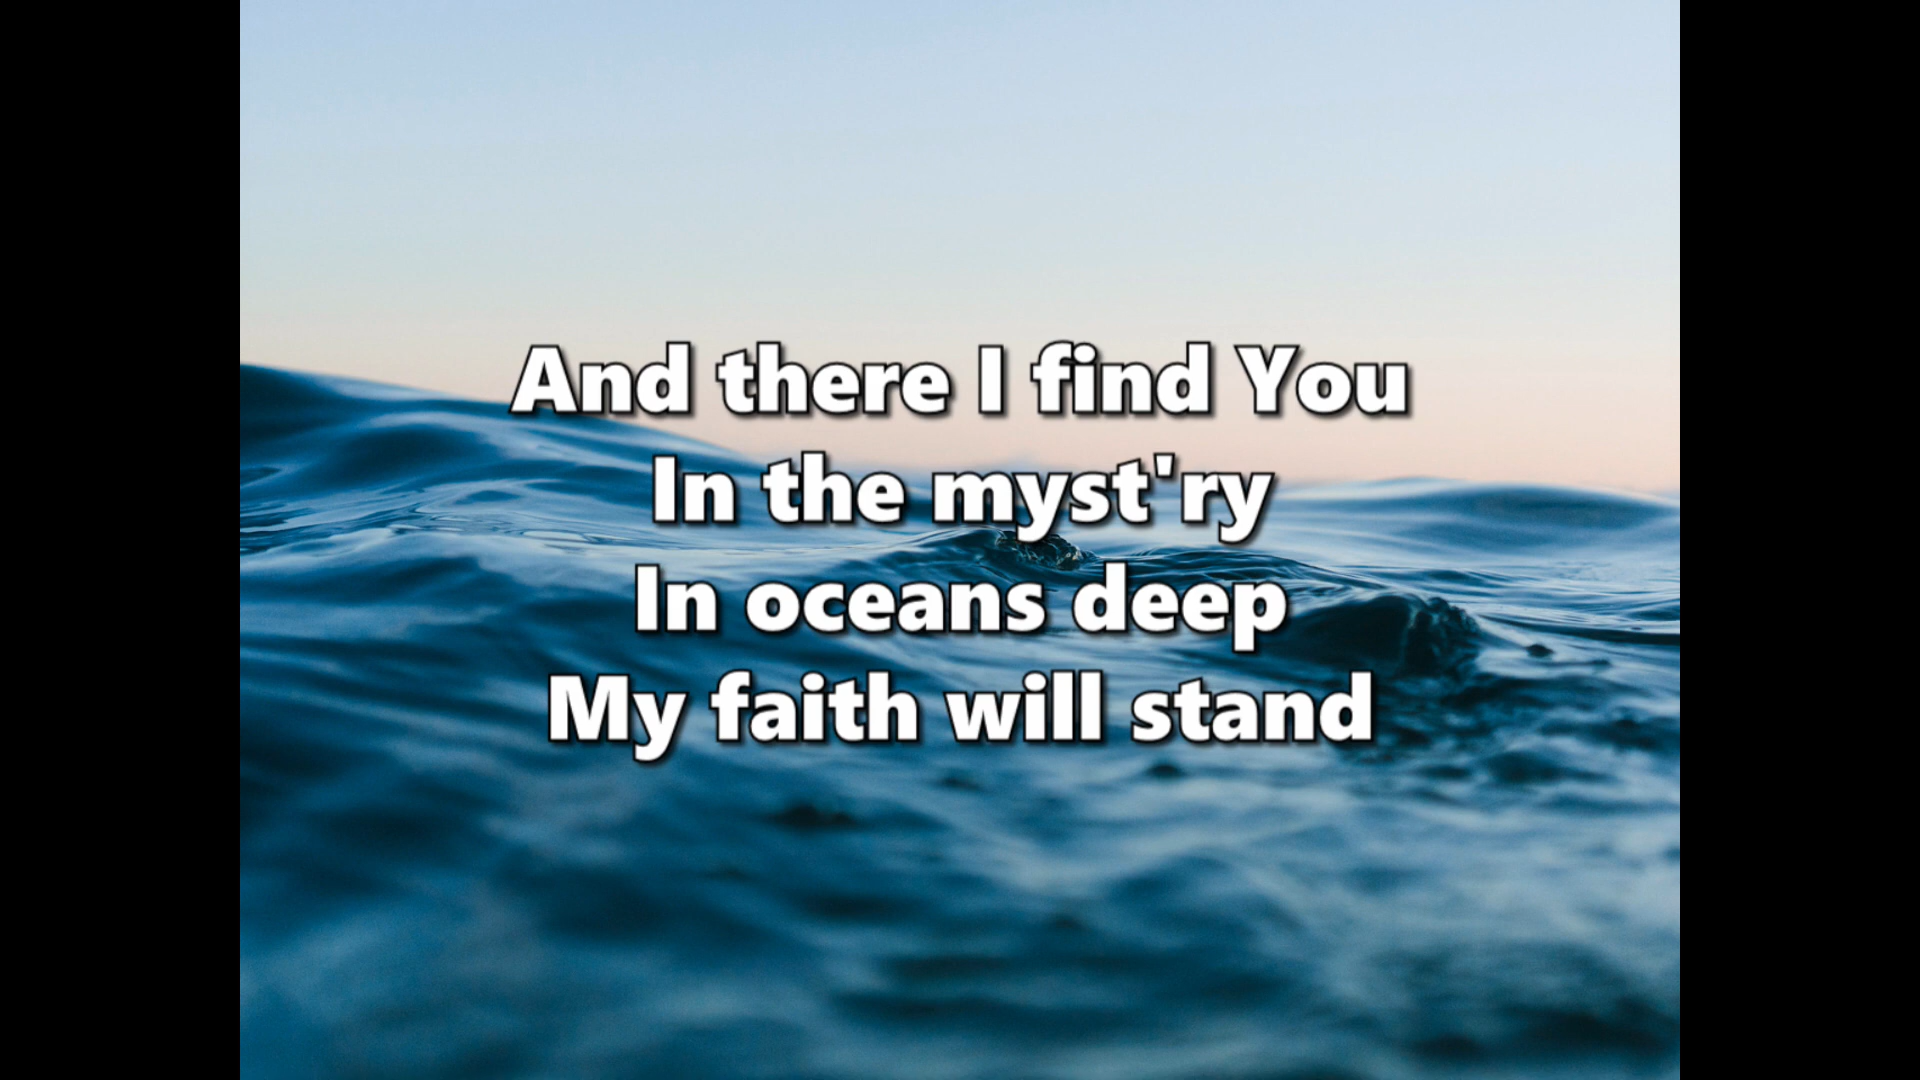 And there I find You
In the myst'ry
In oceans deep
My faith will stand